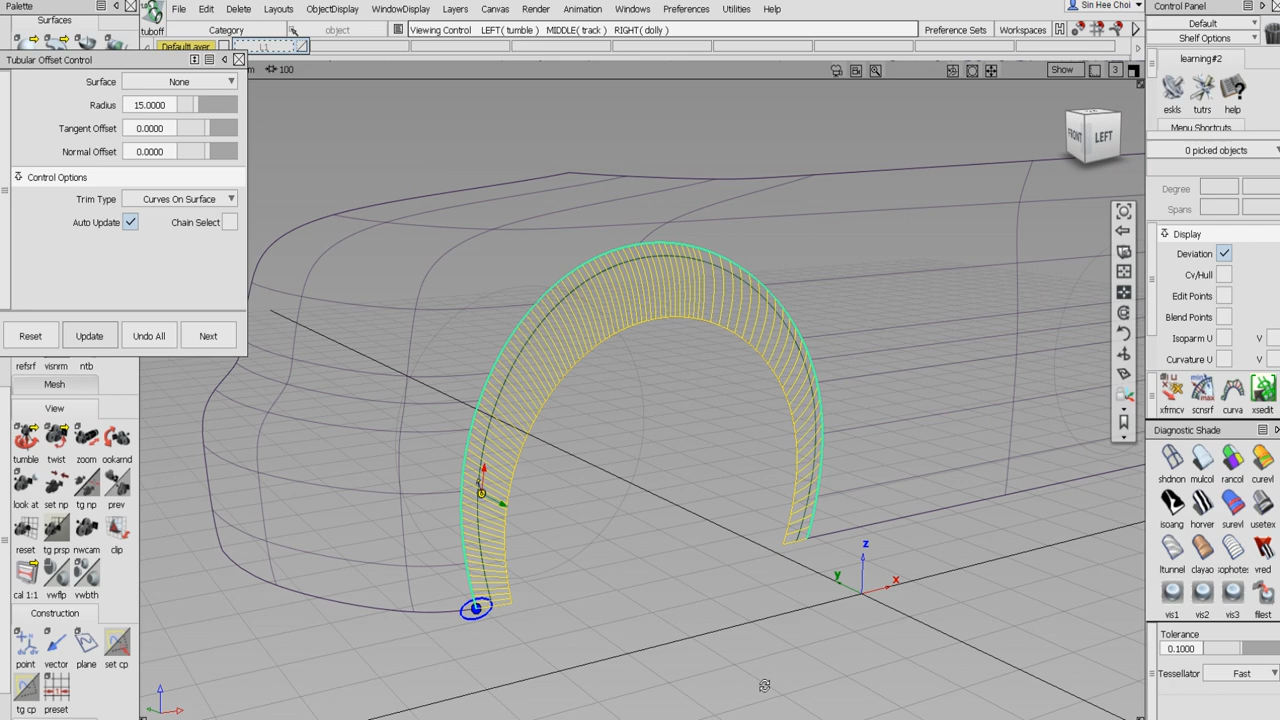 Palette
Surfaces
File Edit Delete Layouts ObjectDisplay WindowDisplay Layers Canvas Render Animation Windows Preferences Utilities Help
Sin Hee Choi
Control Panel
tuboff
Category
object
Viewing Control LEFT( tumble ) MIDDLE( track ) RIGHT( dolly )
Preference Sets
Workspaces
Default
Shelf Options
DefaultLayer
L1
Tubular Offset Control
Surface None
Radius 15.0000
Tangent Offset 0.0000
Normal Offset 0.0000
Control Options
Trim Type Curves On Surface
Auto Update Chain Select
Reset Update Undo All Next
100
Show
3
FRONT LEFT
learning#2
eskls tutrs help
Menu Shortcuts
0 picked objects
Degree
Spans
Display
Deviation
Cv/Hull
Edit Points
Blend Points
Isoparm U V
Curvature U V
xfrmcv scnsrf curva xsedit
Diagnostic Shade
shdnon mulcol rancol curevl
isoang horver surevl usetex
ltunnel clayao vred
vis1 vis2 vis3 filest
Tolerance
0.1000
Tessellator Fast
refsrf visnrm ntb
Mesh
View
tumble twist zoom
look at set np tg np prev
reset tg prsp nwcam clip
cal 1:1 vwflp vwflp
Construction
point vector plane set cp
tg cp preset
z
y
x